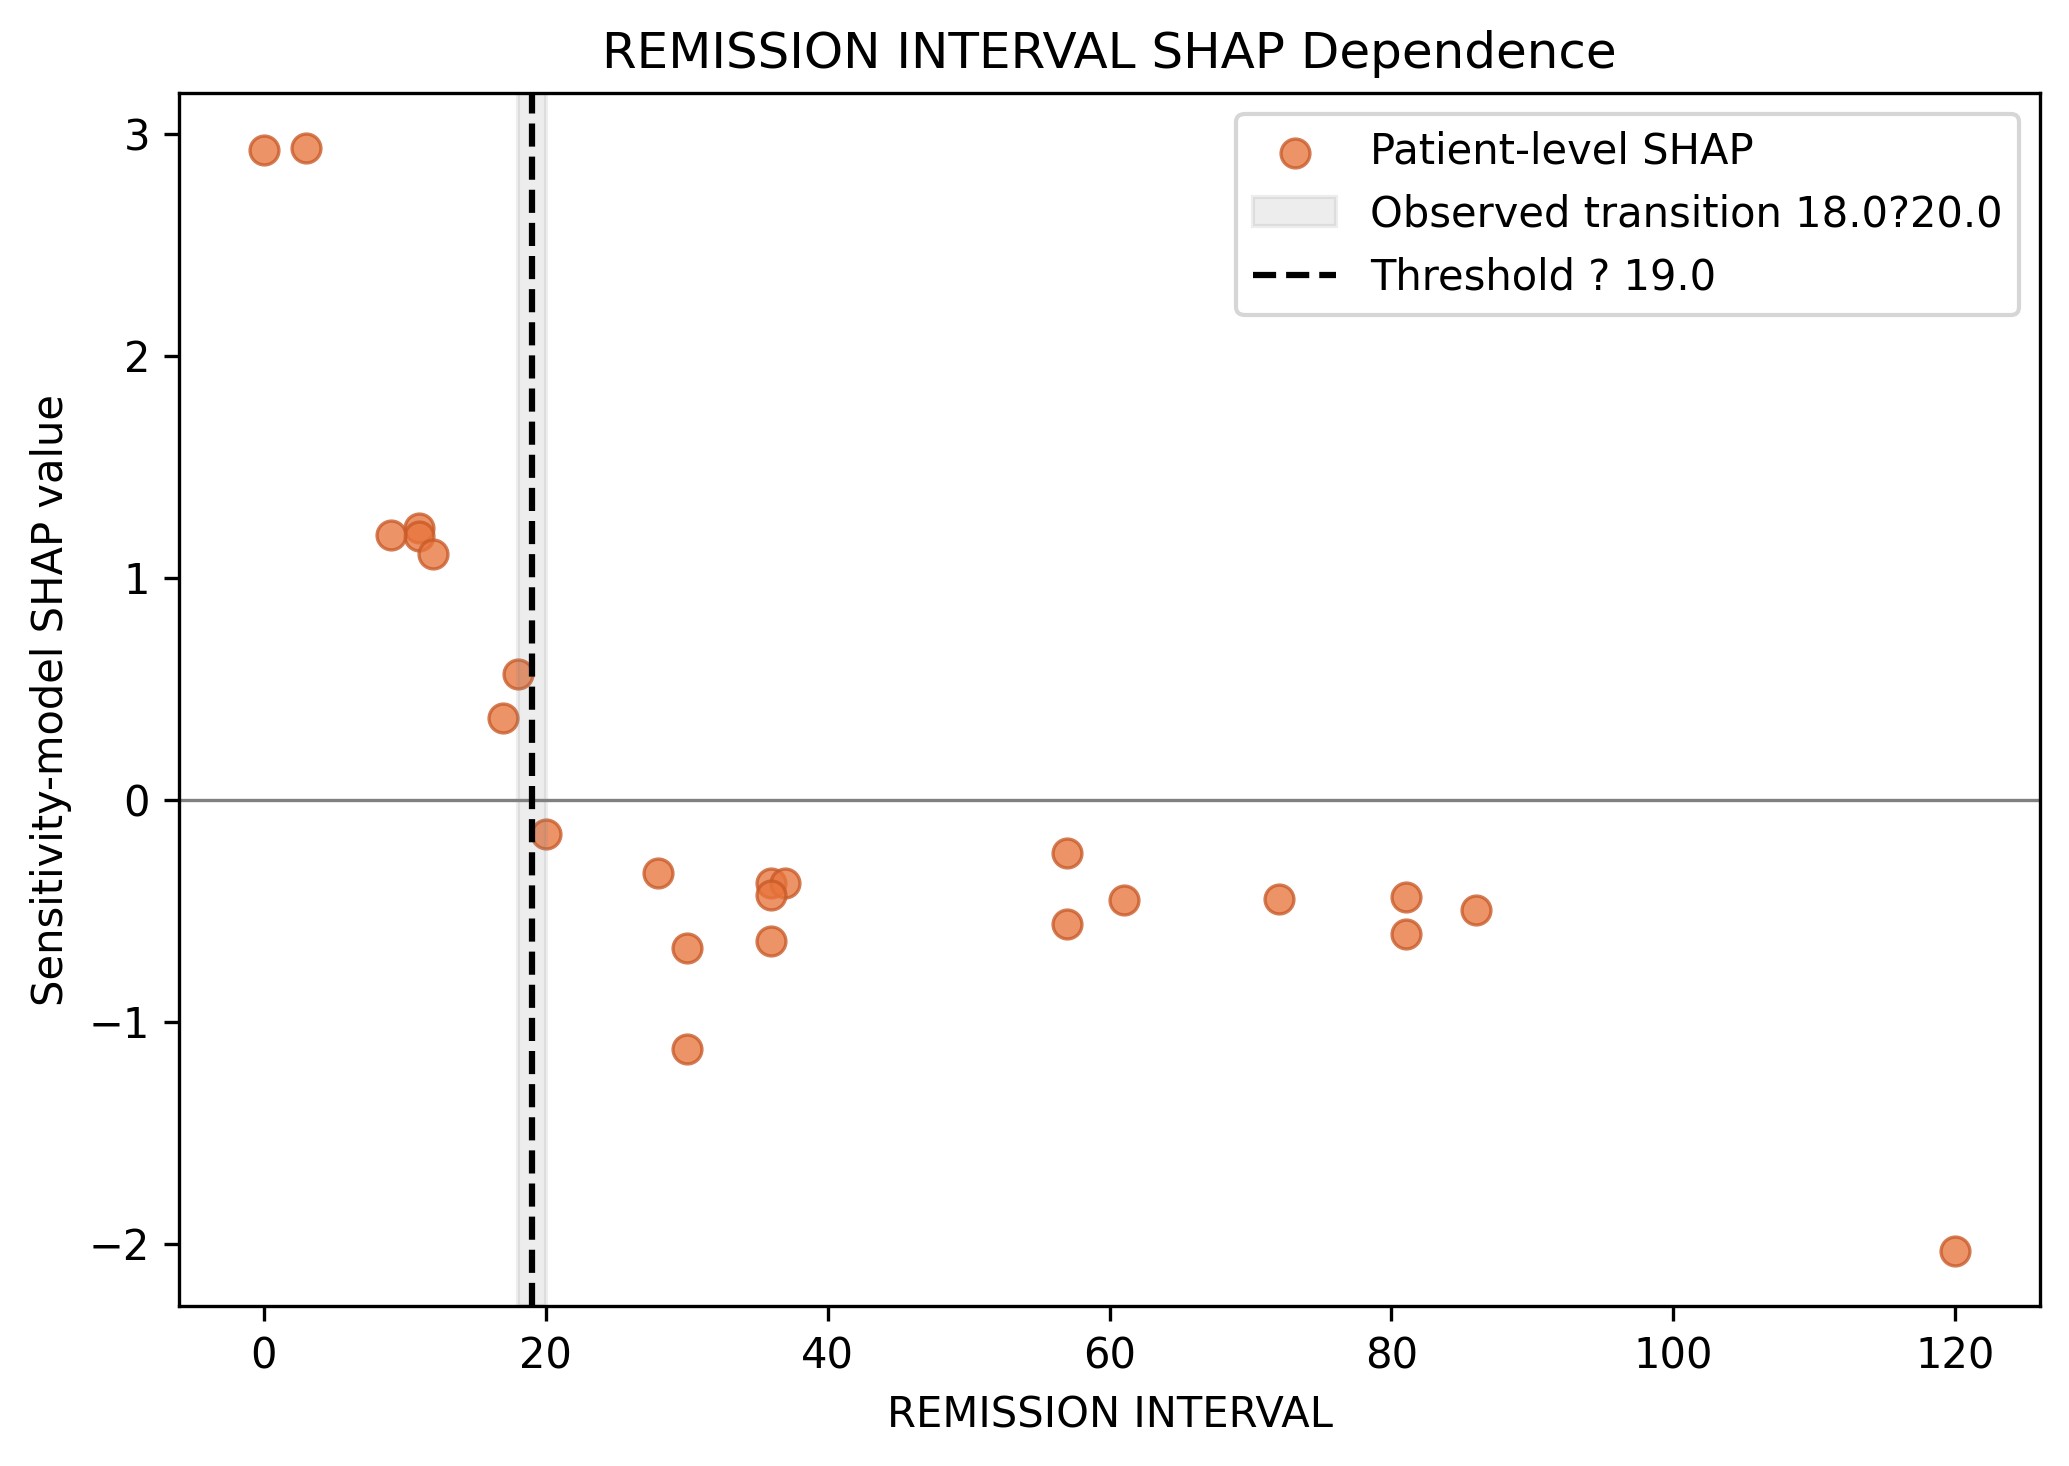 REMISSION INTERVAL SHAP Dependence
Patient-level SHAP
Observed transition 18.0?20.0
Threshold ? 19.0
Sensitivity-model SHAP value
3
2
1
0
−1
−2
0
20
40
60
80
100
120
REMISSION INTERVAL